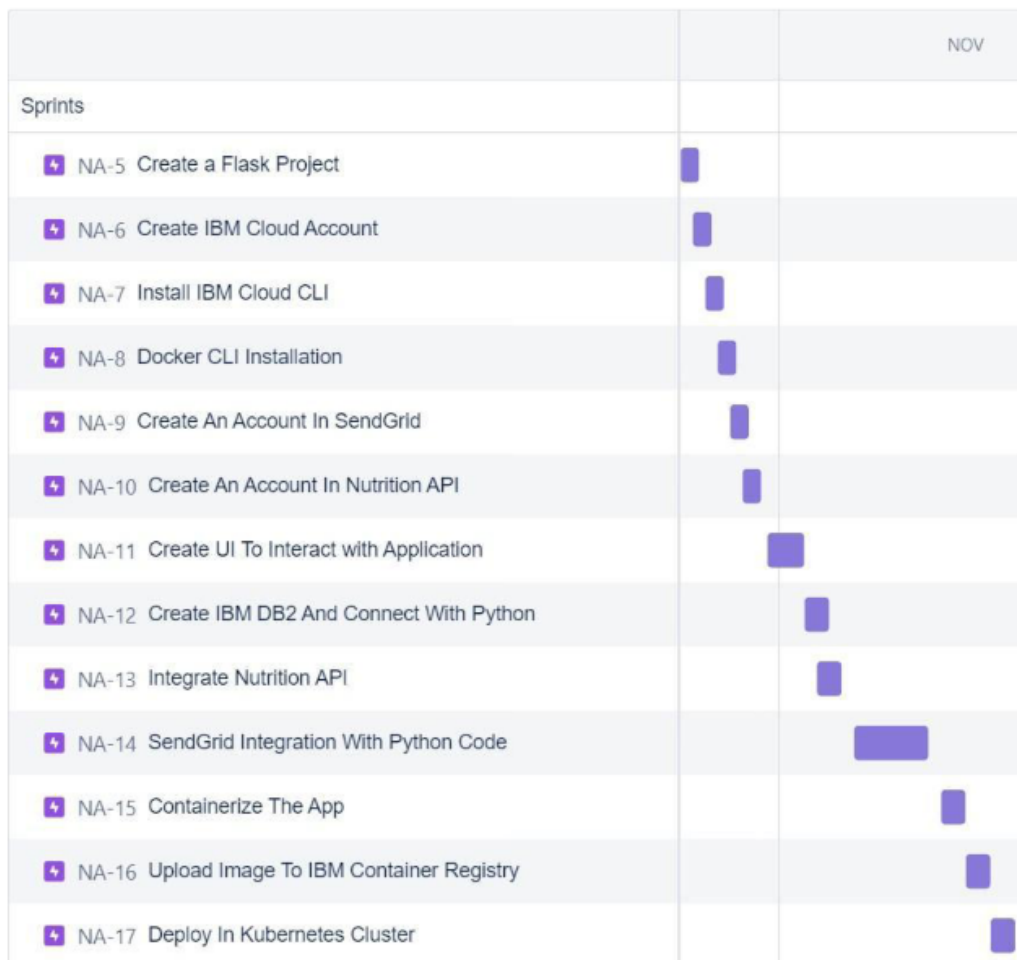 NOV
Sprints
NA-5 Create a Flask Project
NA-6 Create IBM Cloud Account
NA-7 Install IBM Cloud CLI
NA-8 Docker CLI Installation
NA-9 Create An Account In SendGrid
NA-10 Create An Account In Nutrition API
NA-11 Create UI To Interact with Application
NA-12 Create IBM DB2 And Connect With Python
NA-13 Integrate Nutrition API
NA-14 SendGrid Integration With Python Code
NA-15 Containerize The App
NA-16 Upload Image To IBM Container Registry
NA-17 Deploy In Kubernetes Cluster